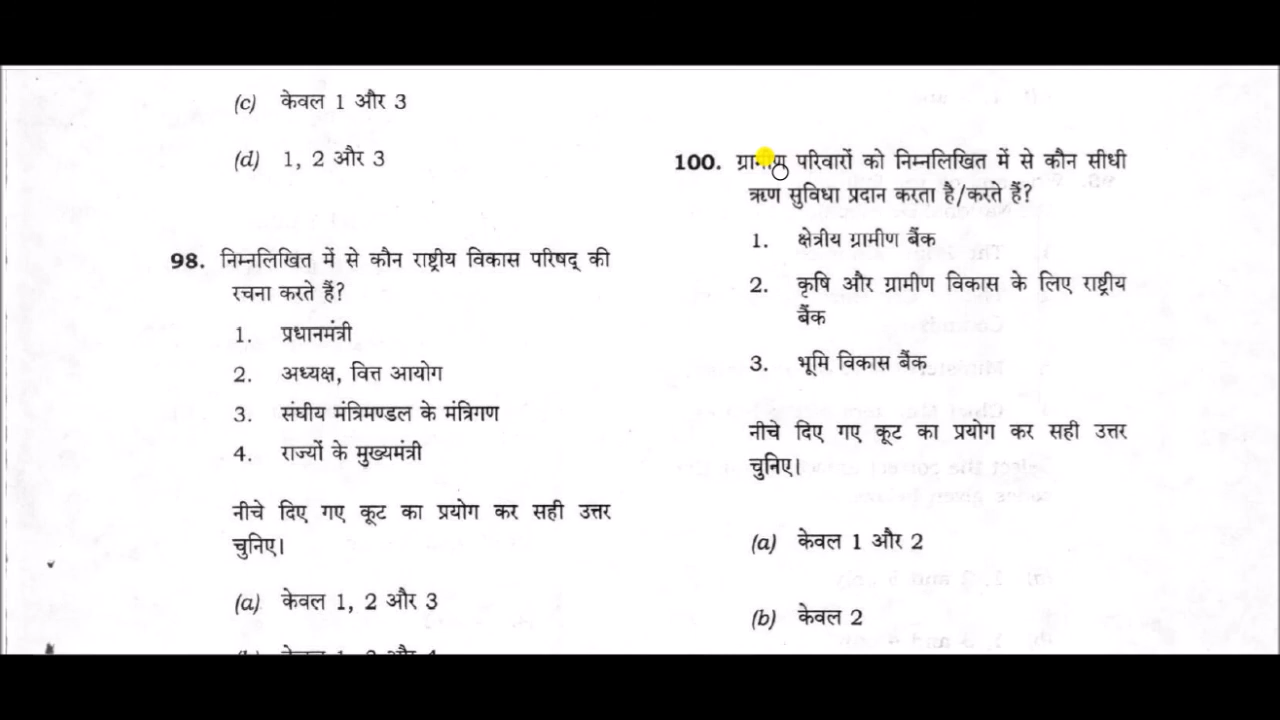 (c) केवल 1 और 3
(d) 1, 2 और 3
98. निम्नलिखित में से कौन राष्ट्रीय विकास परिषद् की
रचना करते हैं?
1. प्रधानमंत्री
2. अध्यक्ष, वित्त आयोग
3. संघीय मंत्रिमण्डल के मंत्रिगण
4. राज्यों के मुख्यमंत्री
नीचे दिए गए कूट का प्रयोग कर सही उत्तर
चुनिए।
(a) केवल 1, 2 और 3
100. ग्रामीण परिवारों को निम्नलिखित में से कौन सीधी
ऋण सुविधा प्रदान करता है/करते हैं?
1. क्षेत्रीय ग्रामीण बैंक
2. कृषि और ग्रामीण विकास के लिए राष्ट्रीय
बैंक
3. भूमि विकास बैंक
नीचे दिए गए कूट का प्रयोग कर सही उत्तर
चुनिए।
(a) केवल 1 और 2
(b) केवल 2